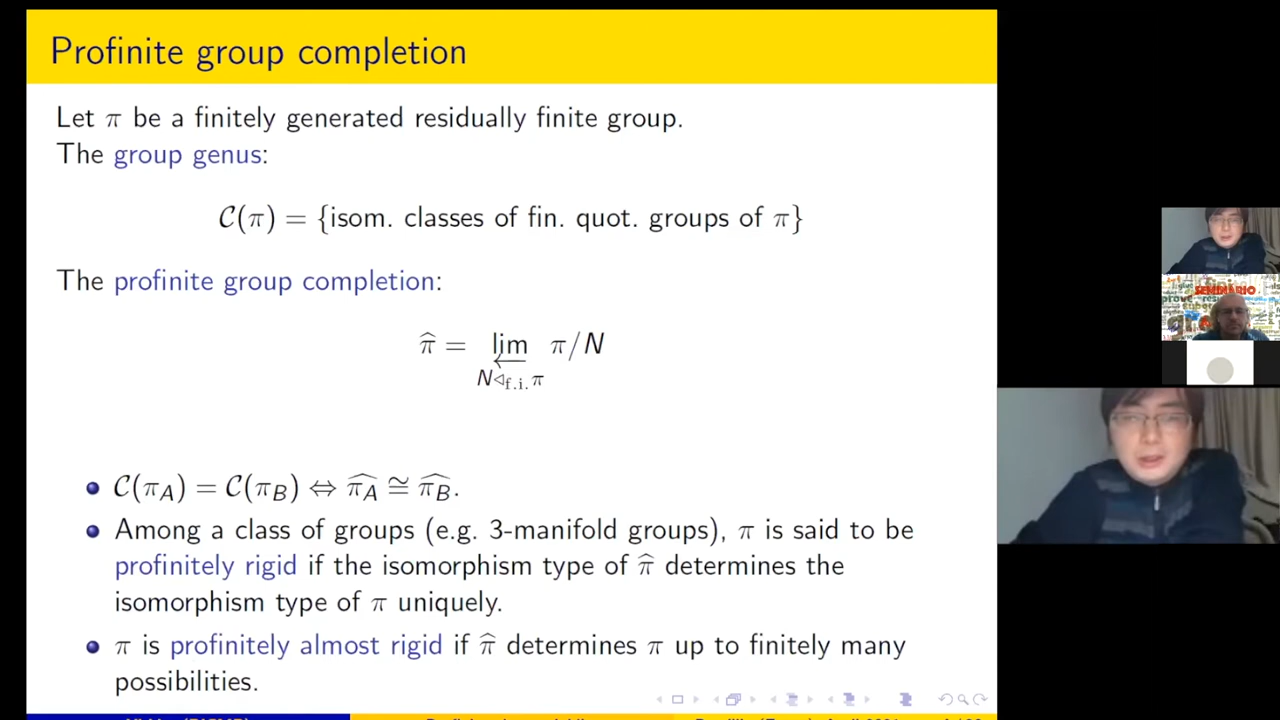 Profinite group completion
Let π be a finitely generated residually finite group.
The group genus:
𝒞(π) = {isom. classes of fin. quot. groups of π}
The profinite group completion:
π̂ = lim π/N
←
N◁f.i.π
𝒞(π_A) = 𝒞(π_B) ⇔ π̂_A ≅ π̂_B.
Among a class of groups (e.g. 3-manifold groups), π is said to be
profinitely rigid if the isomorphism type of π̂ determines the
isomorphism type of π uniquely.
π is profinitely almost rigid if π̂ determines π up to finitely many
possibilities.
SEMINÁRIO